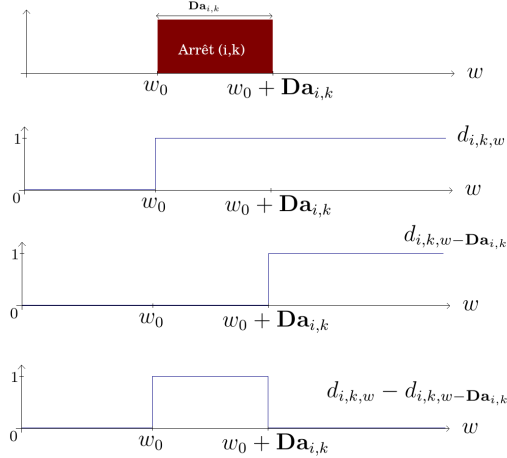 Da_{i,k}
Arrêt (i,k)
w
w_0 w_0 + Da_{i,k}
1
d_{i,k,w}
0
w
w_0 w_0 + Da_{i,k}
d_{i,k,w−Da_{i,k}}
1
0
w
w_0 w_0 + Da_{i,k}
1
d_{i,k,w} − d_{i,k,w−Da_{i,k}}
0
w
w_0 w_0 + Da_{i,k}